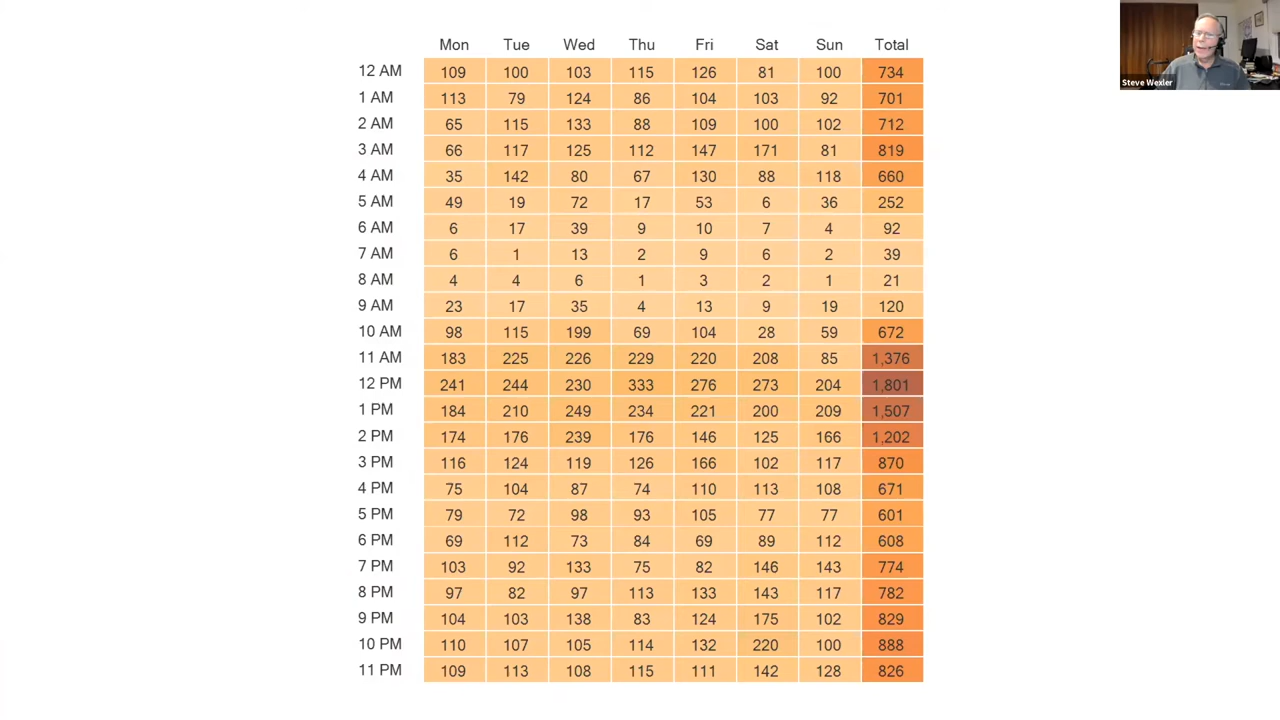 Mon Tue Wed Thu Fri Sat Sun Total
12 AM 109 100 103 115 126 81 100 734
1 AM 113 79 124 86 104 103 92 701
2 AM 65 115 133 88 109 100 102 712
3 AM 66 117 125 112 147 171 81 819
4 AM 35 142 80 67 130 88 118 660
5 AM 49 19 72 17 53 6 36 252
6 AM 6 17 39 9 10 7 4 92
7 AM 6 1 13 2 9 6 2 39
8 AM 4 4 6 1 3 2 1 21
9 AM 23 17 35 4 13 9 19 120
10 AM 98 115 199 69 104 28 59 672
11 AM 183 225 226 229 220 208 85 1,376
12 PM 241 244 230 333 276 273 204 1,801
1 PM 184 210 249 234 221 200 209 1,507
2 PM 174 176 239 176 146 125 166 1,202
3 PM 116 124 119 126 166 102 117 870
4 PM 75 104 87 74 110 113 108 671
5 PM 79 72 98 93 105 77 77 601
6 PM 69 112 73 84 69 89 112 608
7 PM 103 92 133 75 82 146 143 774
8 PM 97 82 97 113 133 143 117 782
9 PM 104 103 138 83 124 175 102 829
10 PM 110 107 105 114 132 220 100 888
11 PM 109 113 108 115 111 142 128 826
Steve Wexler